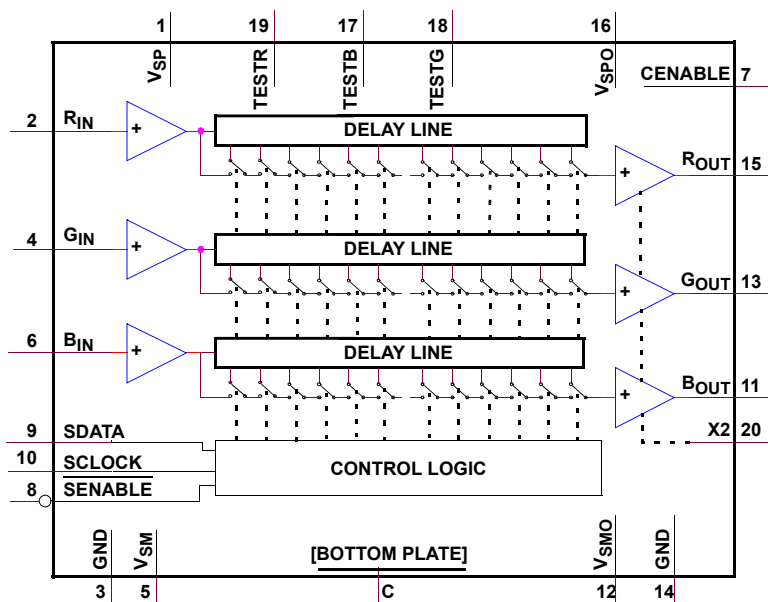 1 19 17 18 16
VSP TESTR TESTB TESTG VSPO
CENABLE 7
2 RIN + DELAY LINE
+ ROUT 15
4 GIN + DELAY LINE
+ GOUT 13
6 BIN + DELAY LINE
+ BOUT 11
9 SDATA
X2 20
10 SCLOCK
CONTROL LOGIC
8 SENABLE
GND VSM [BOTTOM PLATE] VSMO GND
3 5 C 12 14